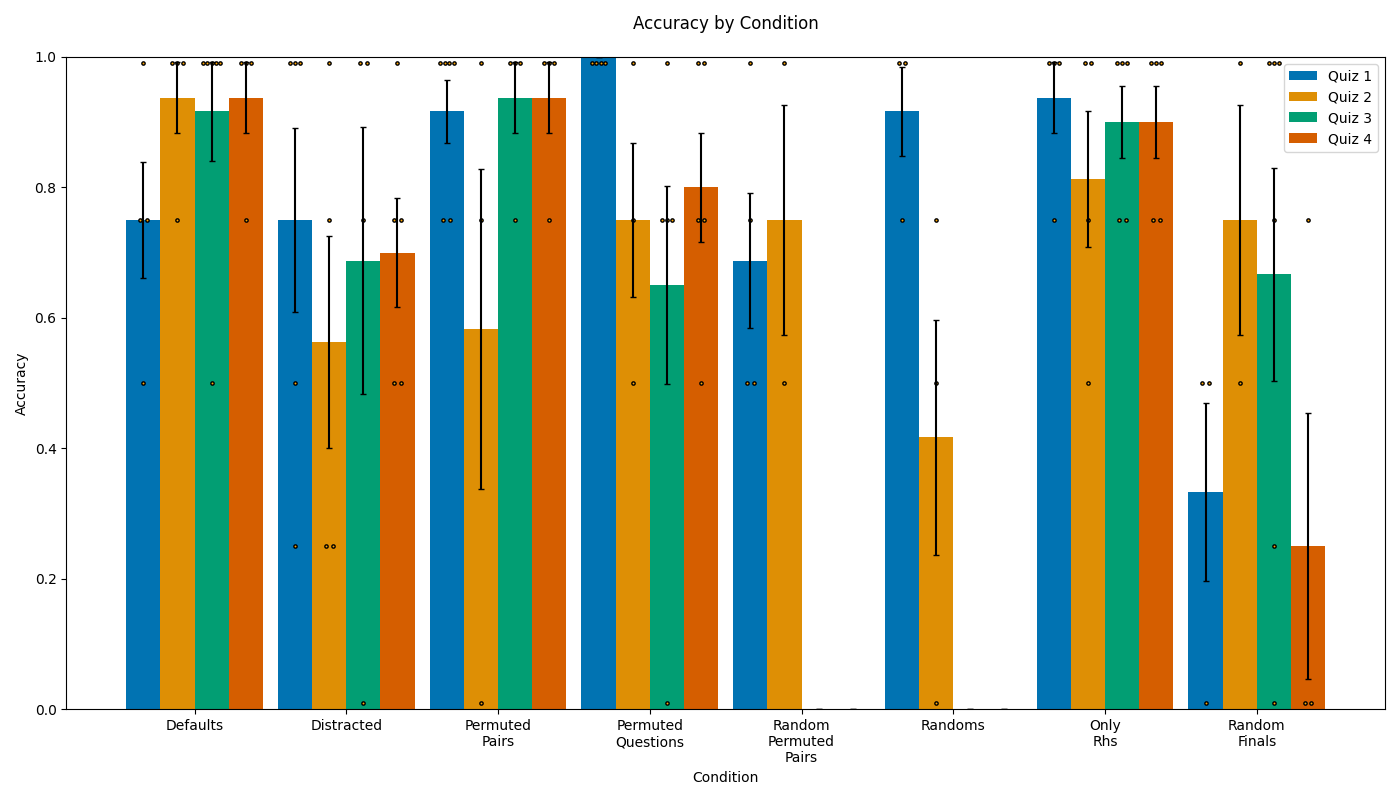 Accuracy by Condition
1.0
0.8
0.6
0.4
0.2
0.0
Accuracy
Quiz 1
Quiz 2
Quiz 3
Quiz 4
Defaults
Distracted
Permuted
Pairs
Permuted
Questions
Random
Permuted
Pairs
Randoms
Only
Rhs
Random
Finals
Condition